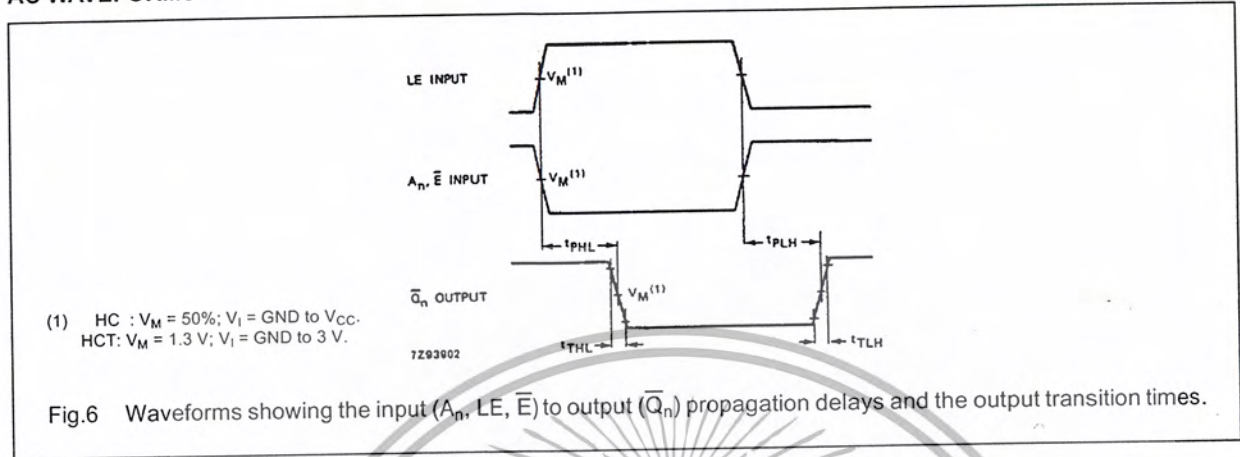 LE INPUT
V_M(1)
A_n, E̅ INPUT
V_M(1)
t_PHL
t_PLH
Q̅_n OUTPUT
V_M(1)
(1) HC : V_M = 50%; V_I = GND to V_CC.
HCT: V_M = 1.3 V; V_I = GND to 3 V.
7Z93902
t_THL
t_TLH
Fig.6 Waveforms showing the input (A_n, LE, E̅) to output (Q̅_n) propagation delays and the output transition times.